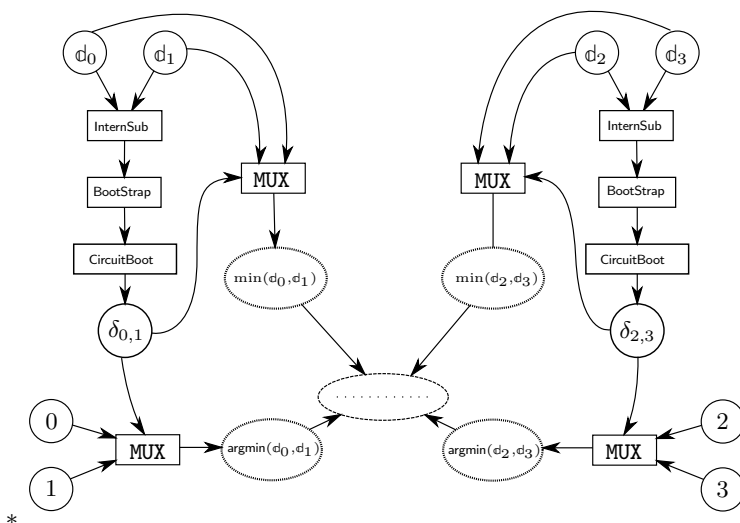 𝕕0 𝕕1 𝕕2 𝕕3
InternSub InternSub
MUX MUX
BootStrap BootStrap
CircuitBoot CircuitBoot
min(𝕕0,𝕕1) min(𝕕2,𝕕3)
δ0,1 δ2,3
............
0 2
argmin(𝕕0,𝕕1) argmin(𝕕2,𝕕3)
MUX MUX
1 3
*